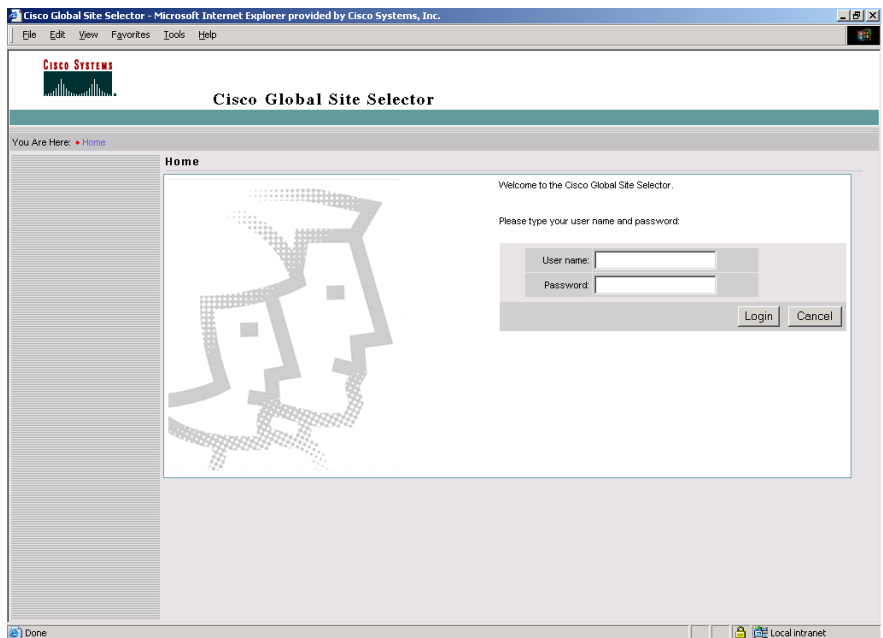 Cisco Global Site Selector - Microsoft Internet Explorer provided by Cisco Systems, Inc.
File Edit View Favorites Tools Help
CISCO SYSTEMS
Cisco Global Site Selector
You Are Here: Home
Home
Welcome to the Cisco Global Site Selector.
Please type your user name and password:
User name:
Password:
Login Cancel
Done Local intranet